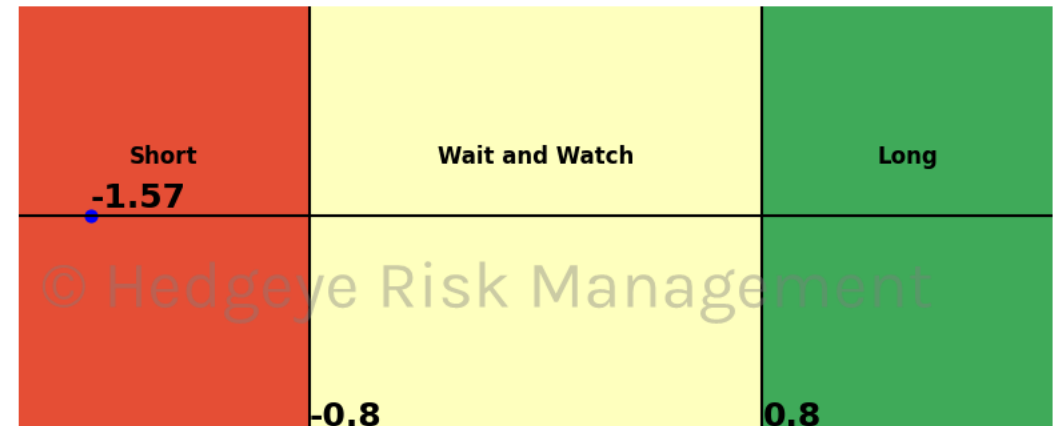 Short
Wait and Watch
Long
-1.57
© Hedgeye Risk Management
-0.8
0.8